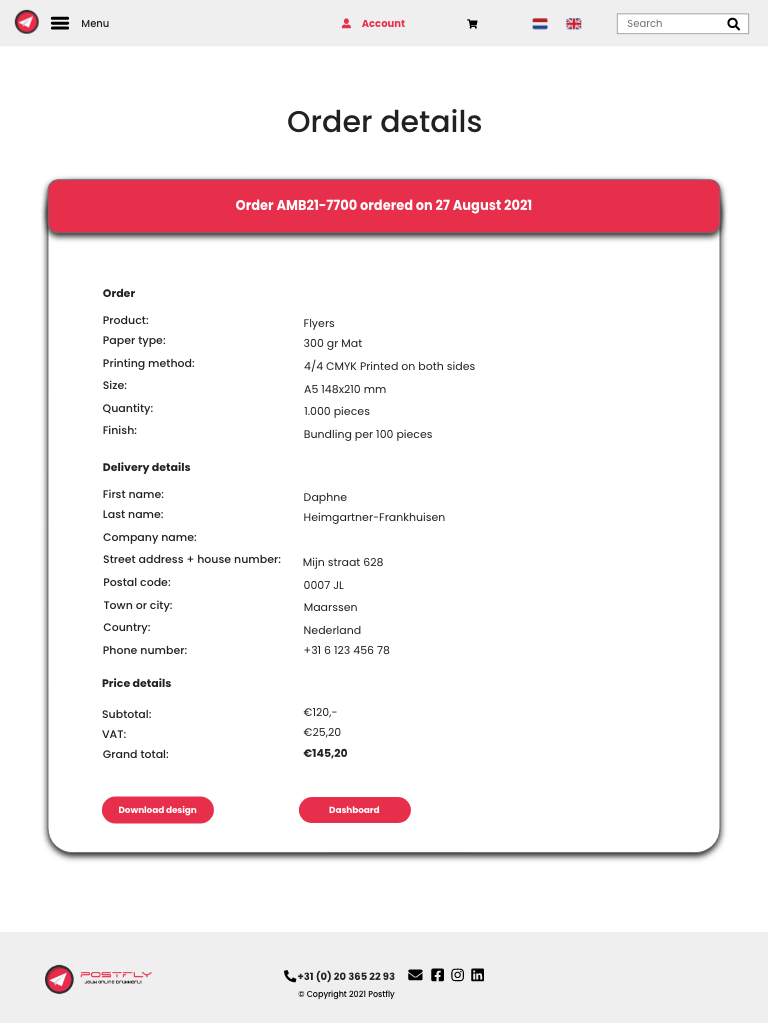 Menu
Account
Search
Order details
Order AMB21-7700 ordered on 27 August 2021
Order
Product: Flyers
Paper type: 300 gr Mat
Printing method: 4/4 CMYK Printed on both sides
Size: A5 148x210 mm
Quantity: 1.000 pieces
Finish: Bundling per 100 pieces
Delivery details
First name: Daphne
Last name: Heimgartner-Frankhuisen
Company name:
Street address + house number: Mijn straat 628
Postal code: 0007 JL
Town or city: Maarssen
Country: Nederland
Phone number: +31 6 123 456 78
Price details
Subtotal: €120,-
VAT: €25,20
Grand total: €145,20
Download design Dashboard
POSTFLY
JOUW ONLINE DRUKKERIJ
+31 (0) 20 365 22 93
© Copyright 2021 Postfly